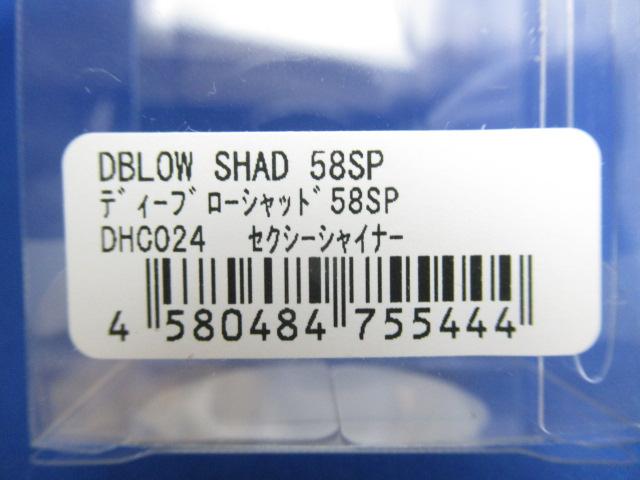 DBLOW SHAD 58SP
ﾃﾞｨｰﾌﾞﾛｰｼｬｯﾄﾞ58SP
DHC024 ｾｸｼｰｼｬｲﾅｰ
4 580484 755444